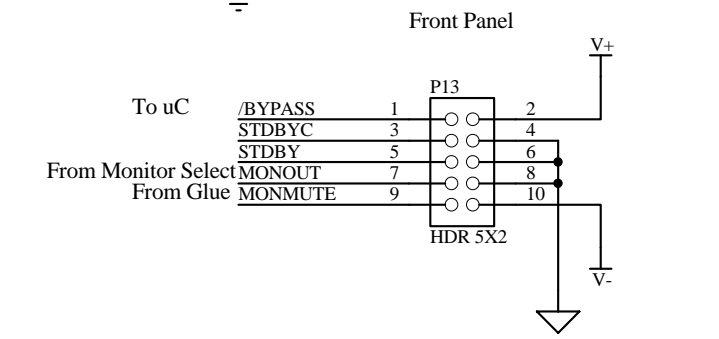 Front Panel
V+
P13
To uC /BYPASS 1 2
STDBYC 3 4
STDBY 5 6
From Monitor Select MONOUT 7 8
From Glue MONMUTE 9 10
HDR 5X2
V-